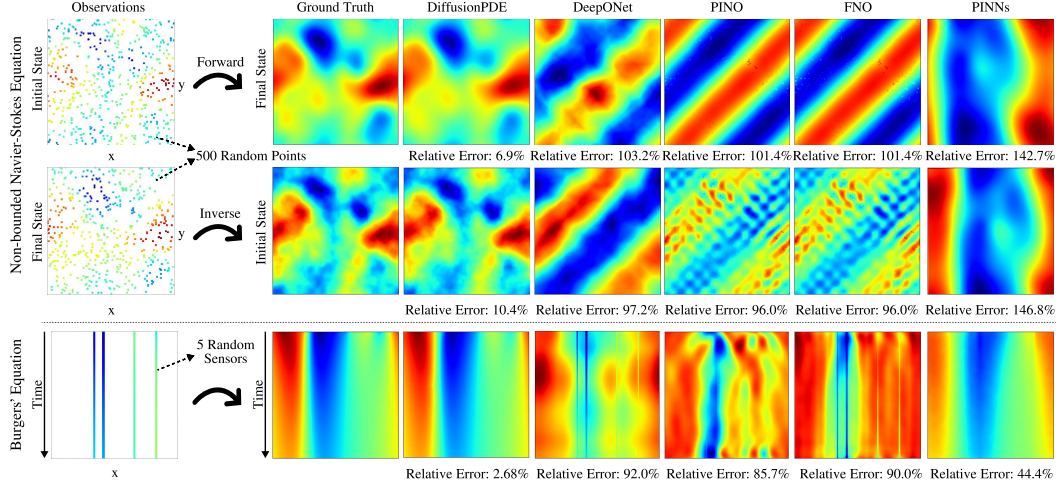 Observations
Ground Truth
DiffusionPDE
DeepONet
PINO
FNO
PINNs
Non-bounded Navier-Stokes Equation
Initial State
y
x
Forward
Final State
500 Random Points
Relative Error: 6.9%
Relative Error: 103.2%
Relative Error: 101.4%
Relative Error: 101.4%
Relative Error: 142.7%
Final State
y
x
Inverse
Initial State
Relative Error: 10.4%
Relative Error: 97.2%
Relative Error: 96.0%
Relative Error: 96.0%
Relative Error: 146.8%
Burgers' Equation
Time
x
5 Random
Sensors
Time
Relative Error: 2.68%
Relative Error: 92.0%
Relative Error: 85.7%
Relative Error: 90.0%
Relative Error: 44.4%